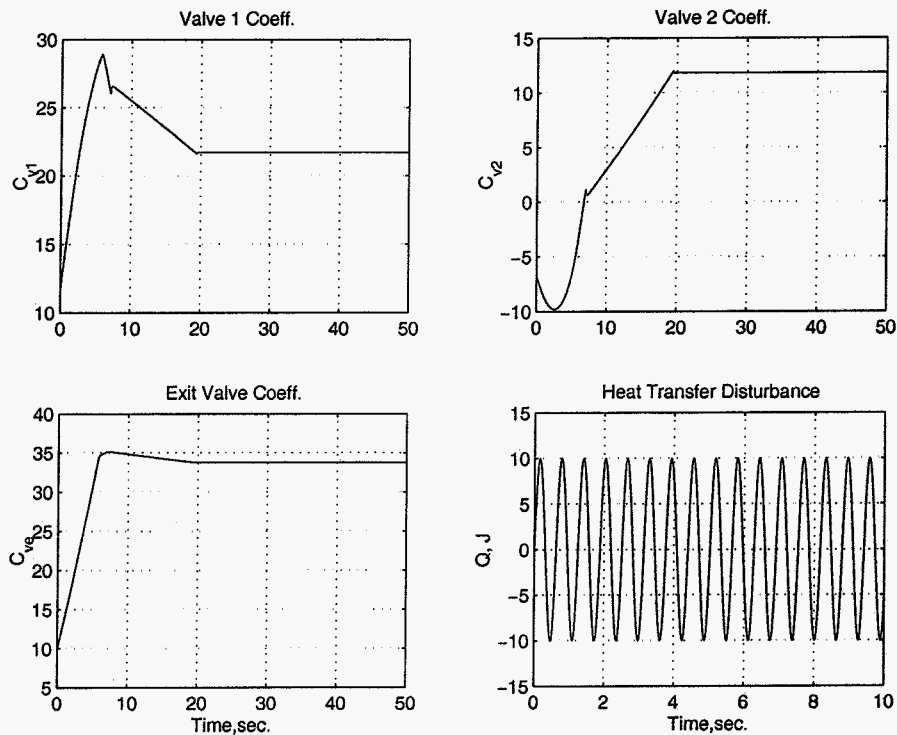 Valve 1 Coeff.
30
25
20
15
10
C_v1
0 10 20 30 40 50
Valve 2 Coeff.
15
10
5
0
−5
−10
C_v2
0 10 20 30 40 50
Exit Valve Coeff.
40
35
30
25
20
15
10
5
C_ve
0 10 20 30 40 50
Time,sec.
Heat Transfer Disturbance
15
10
5
0
−5
−10
−15
Q, J
0 2 4 6 8 10
Time,sec.